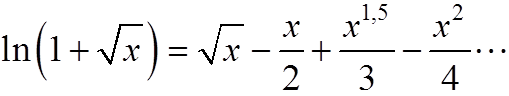 ln(1 + √x) = √x − x/2 + x^{1,5}/3 − x^2/4 ⋯